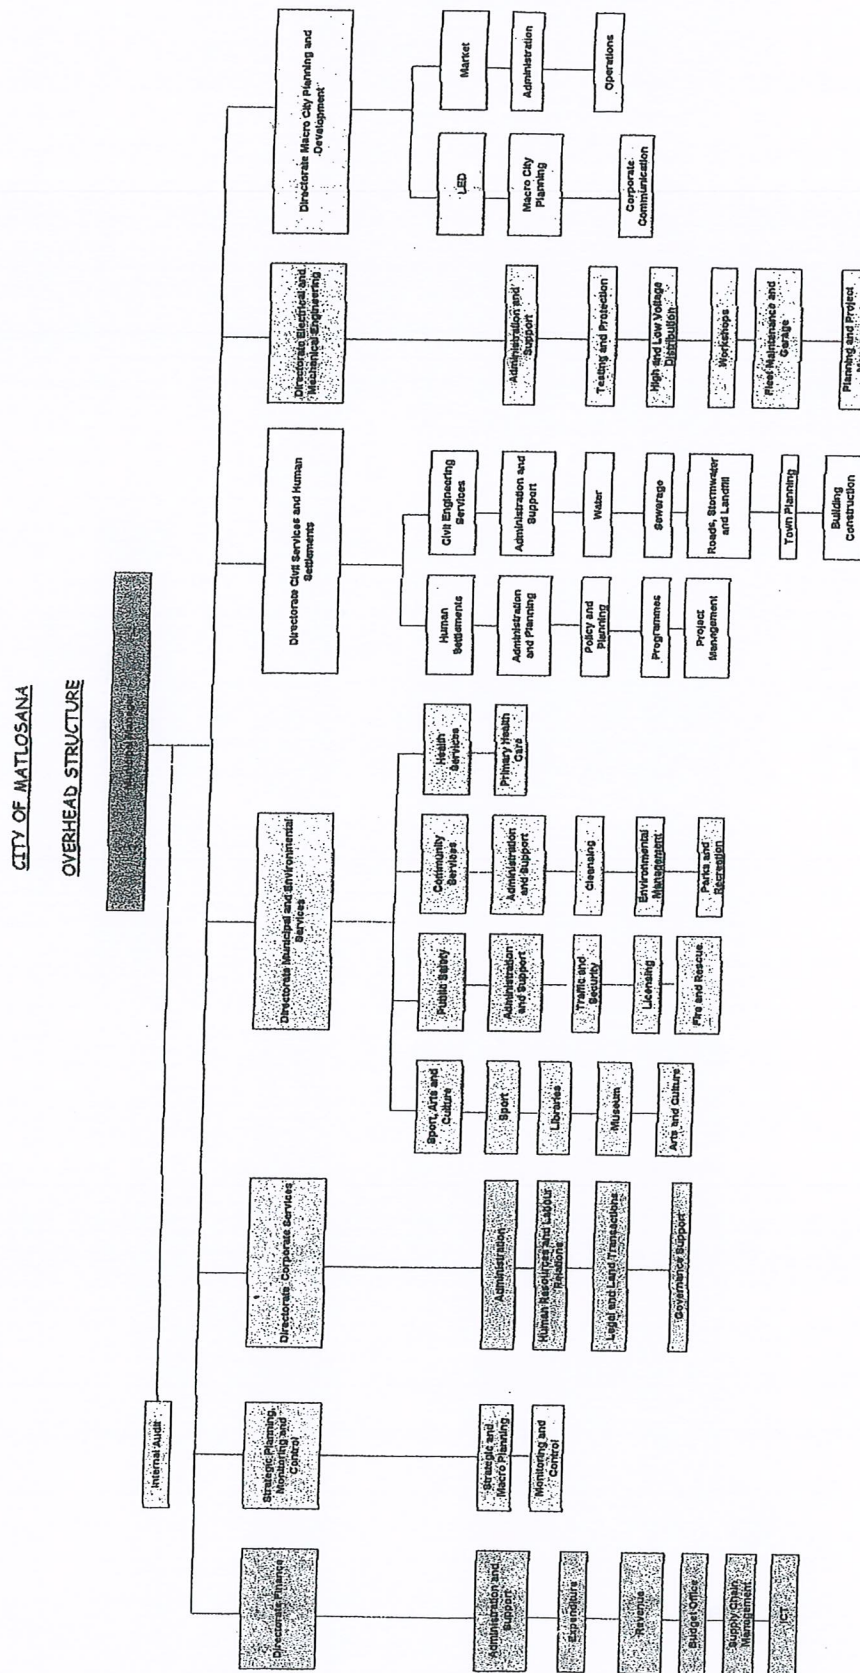 CITY OF MATLOSANA
OVERHEAD STRUCTURE
Municipal Manager
Internal Audit
Directorate Finance
Administration and
Support
Expenditure
Revenue
Budget Office
Supply Chain
Management
ICT
Strategic Planning,
Monitoring and
Control
Strategic and
Macro Planning
Monitoring and
Control
Directorate Corporate Services
Administration
Human Resources and Labour
Relations
Legal and Land Transactions
Governance Support
Directorate Municipal and Environmental
Services
Sport, Arts and
Culture
Sport
Libraries
Museum
Arts and Culture
Public Safety
Administration
and Support
Traffic and
Security
Licensing
Fire and Rescue
Community
Services
Administration
and Support
Cleansing
Environmental
Management
Parks and
Recreation
Health
Services
Primary Health
Care
Directorate Civil Services and Human
Settlements
Human
Settlements
Administration
and Planning
Policy and
Planning
Programmes
Project
Management
Civil Engineering
Services
Administration and
Support
Water
Sewerage
Roads, Stormwater
and Landfill
Town Planning
Building
Construction
Directorate Electrical and
Mechanical Engineering
Administration and
Support
Testing and Protection
High and Low Voltage
Distribution
Workshops
Fleet Maintenance and
Garage
Planning and Project
Directorate Macro City Planning and
Development
LED
Macro City
Planning
Corporate
Communication
Market
Administration
Operations